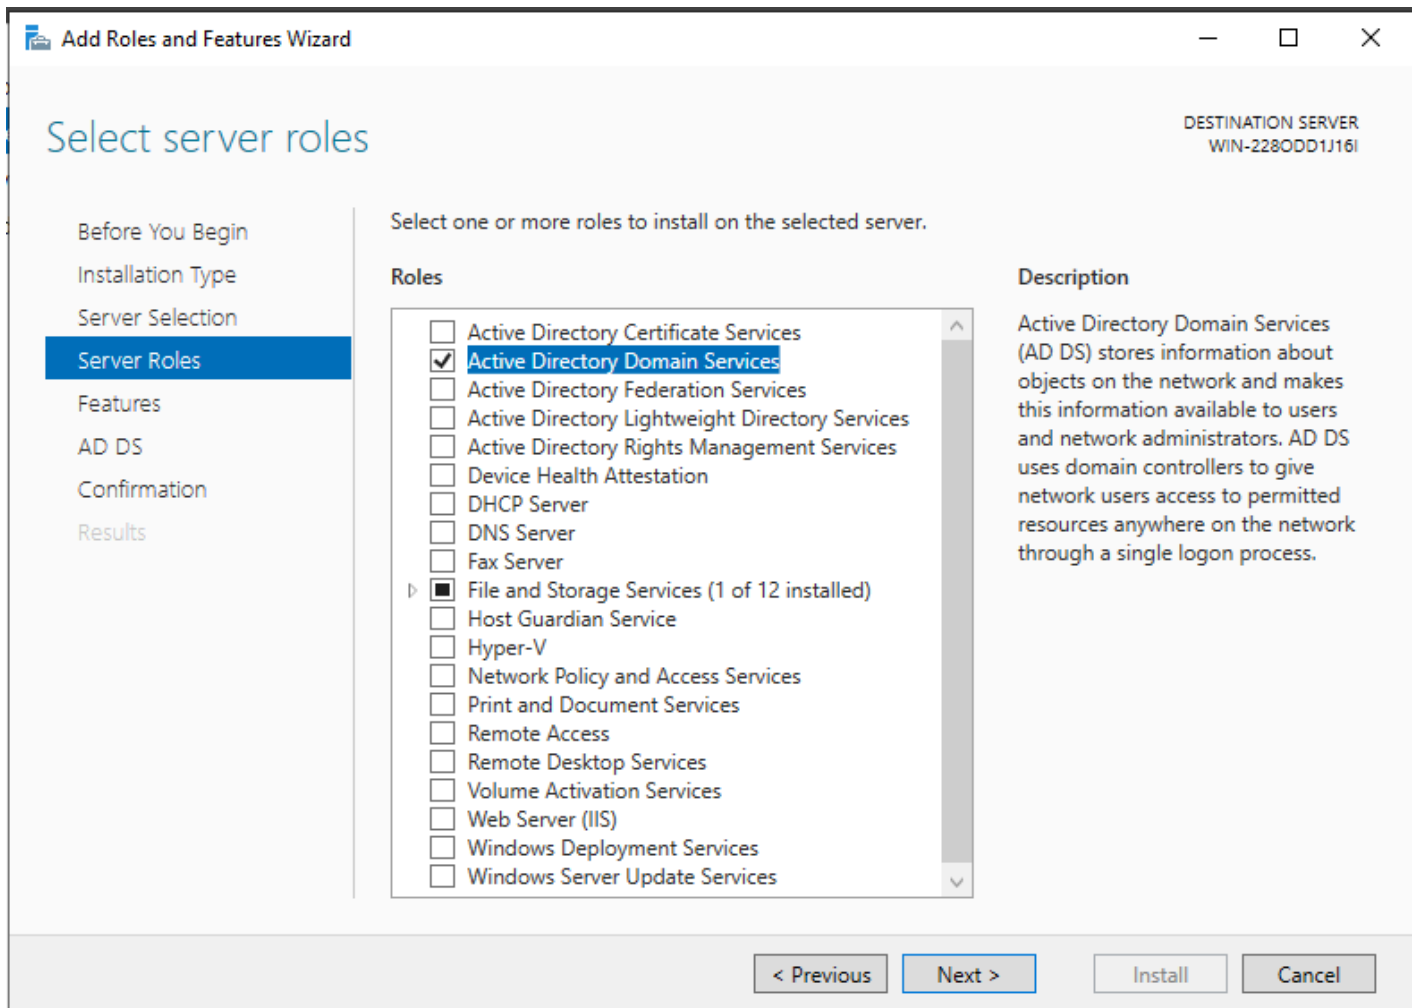 Add Roles and Features Wizard
Select server roles
DESTINATION SERVER
WIN-228ODD1J16I
Before You Begin
Installation Type
Server Selection
Server Roles
Features
AD DS
Confirmation
Results
Select one or more roles to install on the selected server.
Roles
Active Directory Certificate Services
Active Directory Domain Services
Active Directory Federation Services
Active Directory Lightweight Directory Services
Active Directory Rights Management Services
Device Health Attestation
DHCP Server
DNS Server
Fax Server
File and Storage Services (1 of 12 installed)
Host Guardian Service
Hyper-V
Network Policy and Access Services
Print and Document Services
Remote Access
Remote Desktop Services
Volume Activation Services
Web Server (IIS)
Windows Deployment Services
Windows Server Update Services
Description
Active Directory Domain Services
(AD DS) stores information about
objects on the network and makes
this information available to users
and network administrators. AD DS
uses domain controllers to give
network users access to permitted
resources anywhere on the network
through a single logon process.
< Previous
Next >
Install
Cancel